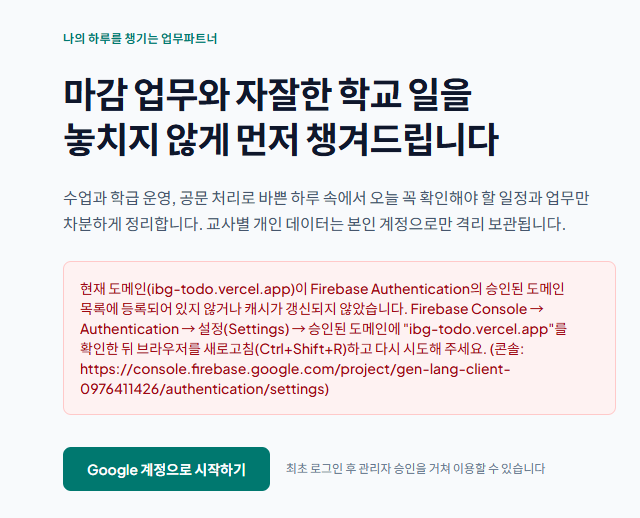 나의 하루를 챙기는 업무파트너
마감 업무와 자잘한 학교 일을
놓치지 않게 먼저 챙겨드립니다
수업과 학급 운영, 공문 처리로 바쁜 하루 속에서 오늘 꼭 확인해야 할 일정과 업무만
차분하게 정리합니다. 교사별 개인 데이터는 본인 계정으로만 격리 보관됩니다.
현재 도메인(ibg-todo.vercel.app)이 Firebase Authentication의 승인된 도메인
목록에 등록되어 있지 않거나 캐시가 갱신되지 않았습니다. Firebase Console →
Authentication → 설정(Settings) → 승인된 도메인에 "ibg-todo.vercel.app"를
확인한 뒤 브라우저를 새로고침(Ctrl+Shift+R)하고 다시 시도해 주세요. (콘솔:
https://console.firebase.google.com/project/gen-lang-client-
0976411426/authentication/settings)
Google 계정으로 시작하기
최초 로그인 후 관리자 승인을 거쳐 이용할 수 있습니다